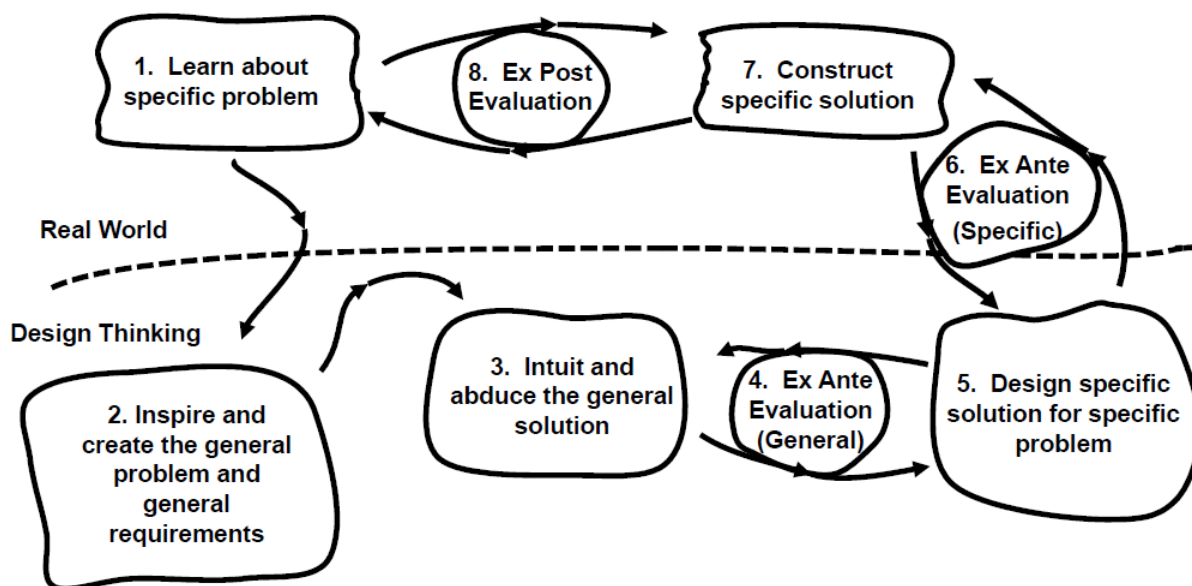 1.  Learn about
specific problem
8.  Ex Post
Evaluation
7.  Construct
specific solution
6.  Ex Ante
Evaluation
(Specific)
Real World
Design Thinking
2. Inspire and
create the general
problem and
general
requirements
3.  Intuit and
abduce the general
solution
4.  Ex Ante
Evaluation
(General)
5.  Design specific
solution for specific
problem